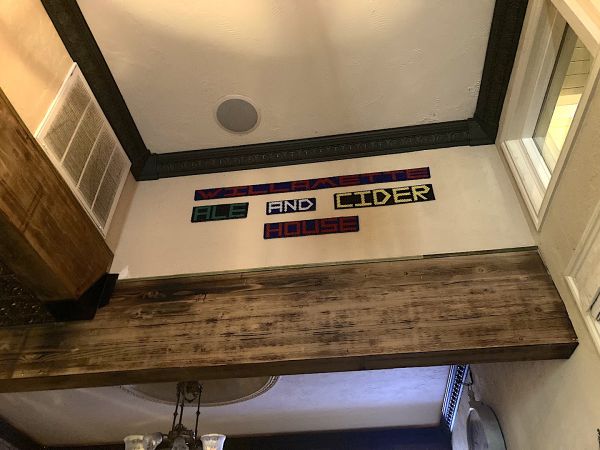 WILLAMETTE
ALE AND CIDER
HOUSE